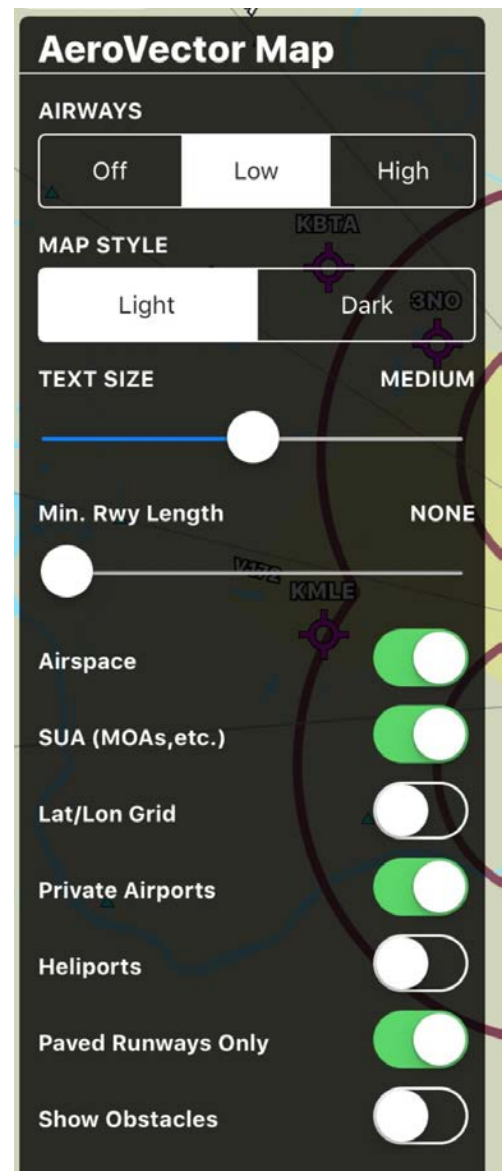 AeroVector Map
AIRWAYS
Off Low High
KBTA
MAP STYLE
Light Dark 3NO
TEXT SIZE MEDIUM
Min. Rwy Length NONE
V172
KMLE
Airspace
SUA (MOAs,etc.)
Lat/Lon Grid
Private Airports
Heliports
Paved Runways Only
Show Obstacles